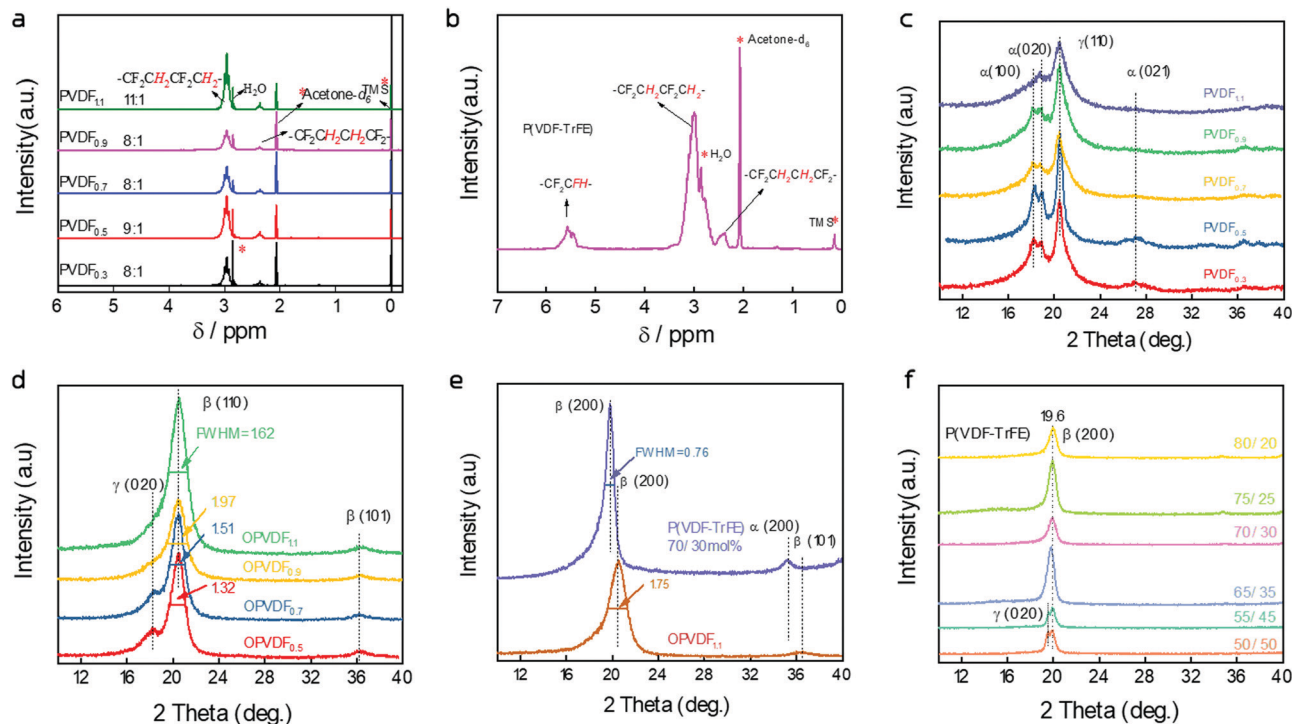 a
Intensity(a.u.)
-CF₂CH₂CF₂CH₂-
H₂O
TMS*
*Acetone-d₆
-CF₂CH₂CH₂CF₂-
PVDF₁.₁ 11:1
PVDF₀.₉ 8:1
PVDF₀.₇ 8:1
PVDF₀.₅ 9:1
*
PVDF₀.₃ 8:1
6 5 4 3 2 1 0
δ / ppm
b
Intensity(a.u.)
* Acetone-d₆
-CF₂CH₂CF₂CH₂-
P(VDF-TrFE)
*H₂O
-CF₂CFH-
-CF₂CH₂CH₂CF₂-
TMS*
7 6 5 4 3 2 1 0
δ / ppm
c
Intensity (a.u.)
α(020)
γ(110)
α(100)
α (021)
PVDF₁.₁
PVDF₀.₉
PVDF₀.₇
PVDF₀.₅
PVDF₀.₃
12 16 20 24 28 32 36 40
2 Theta (deg.)
d
Intensity (a.u)
β (110)
FWHM=1.62
γ (020)
1.97
1.51
β (101)
OPVDF₁.₁
OPVDF₀.₉
1.32
OPVDF₀.₇
OPVDF₀.₅
12 16 20 24 28 32 36 40
2 Theta (deg.)
e
Intensity (a.u)
β (200)
FWHM=0.76
β (200)
P(VDF-TrFE)
70/30mol%
α (200)
β (101)
1.75
OPVDF₁.₁
12 16 20 24 28 32 36 40
2 Theta (deg.)
f
Intensity(a.u.)
19.6
P(VDF-TrFE)
β (200)
80/20
75/25
70/30
65/35
γ (020)
55/45
50/50
12 16 20 24 28 32 36 40
2 Theta (deg.)